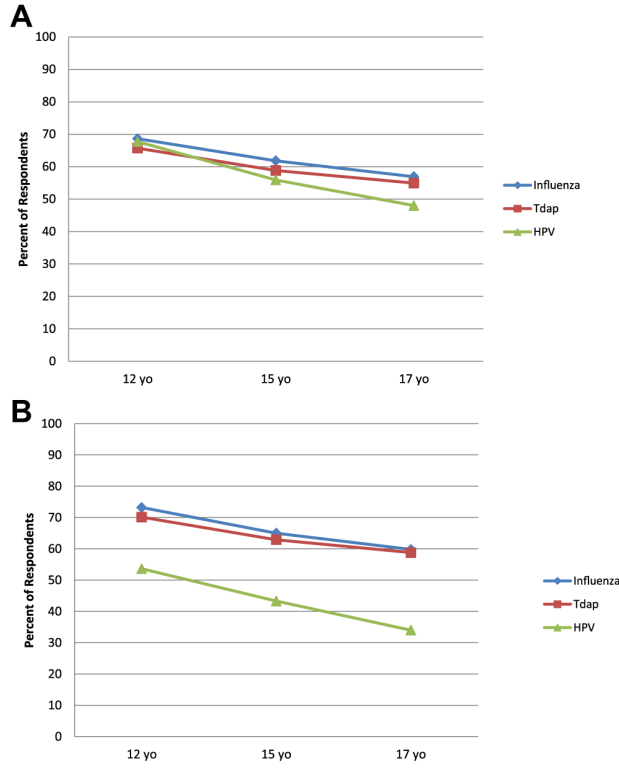 A
100
90
80
70
60
50
40
30
20
10
0
Percent of Respondents
12 yo
15 yo
17 yo
Influenza
Tdap
HPV
B
100
90
80
70
60
50
40
30
20
10
0
Percent of Respondents
12 yo
15 yo
17 yo
Influenza
Tdap
HPV